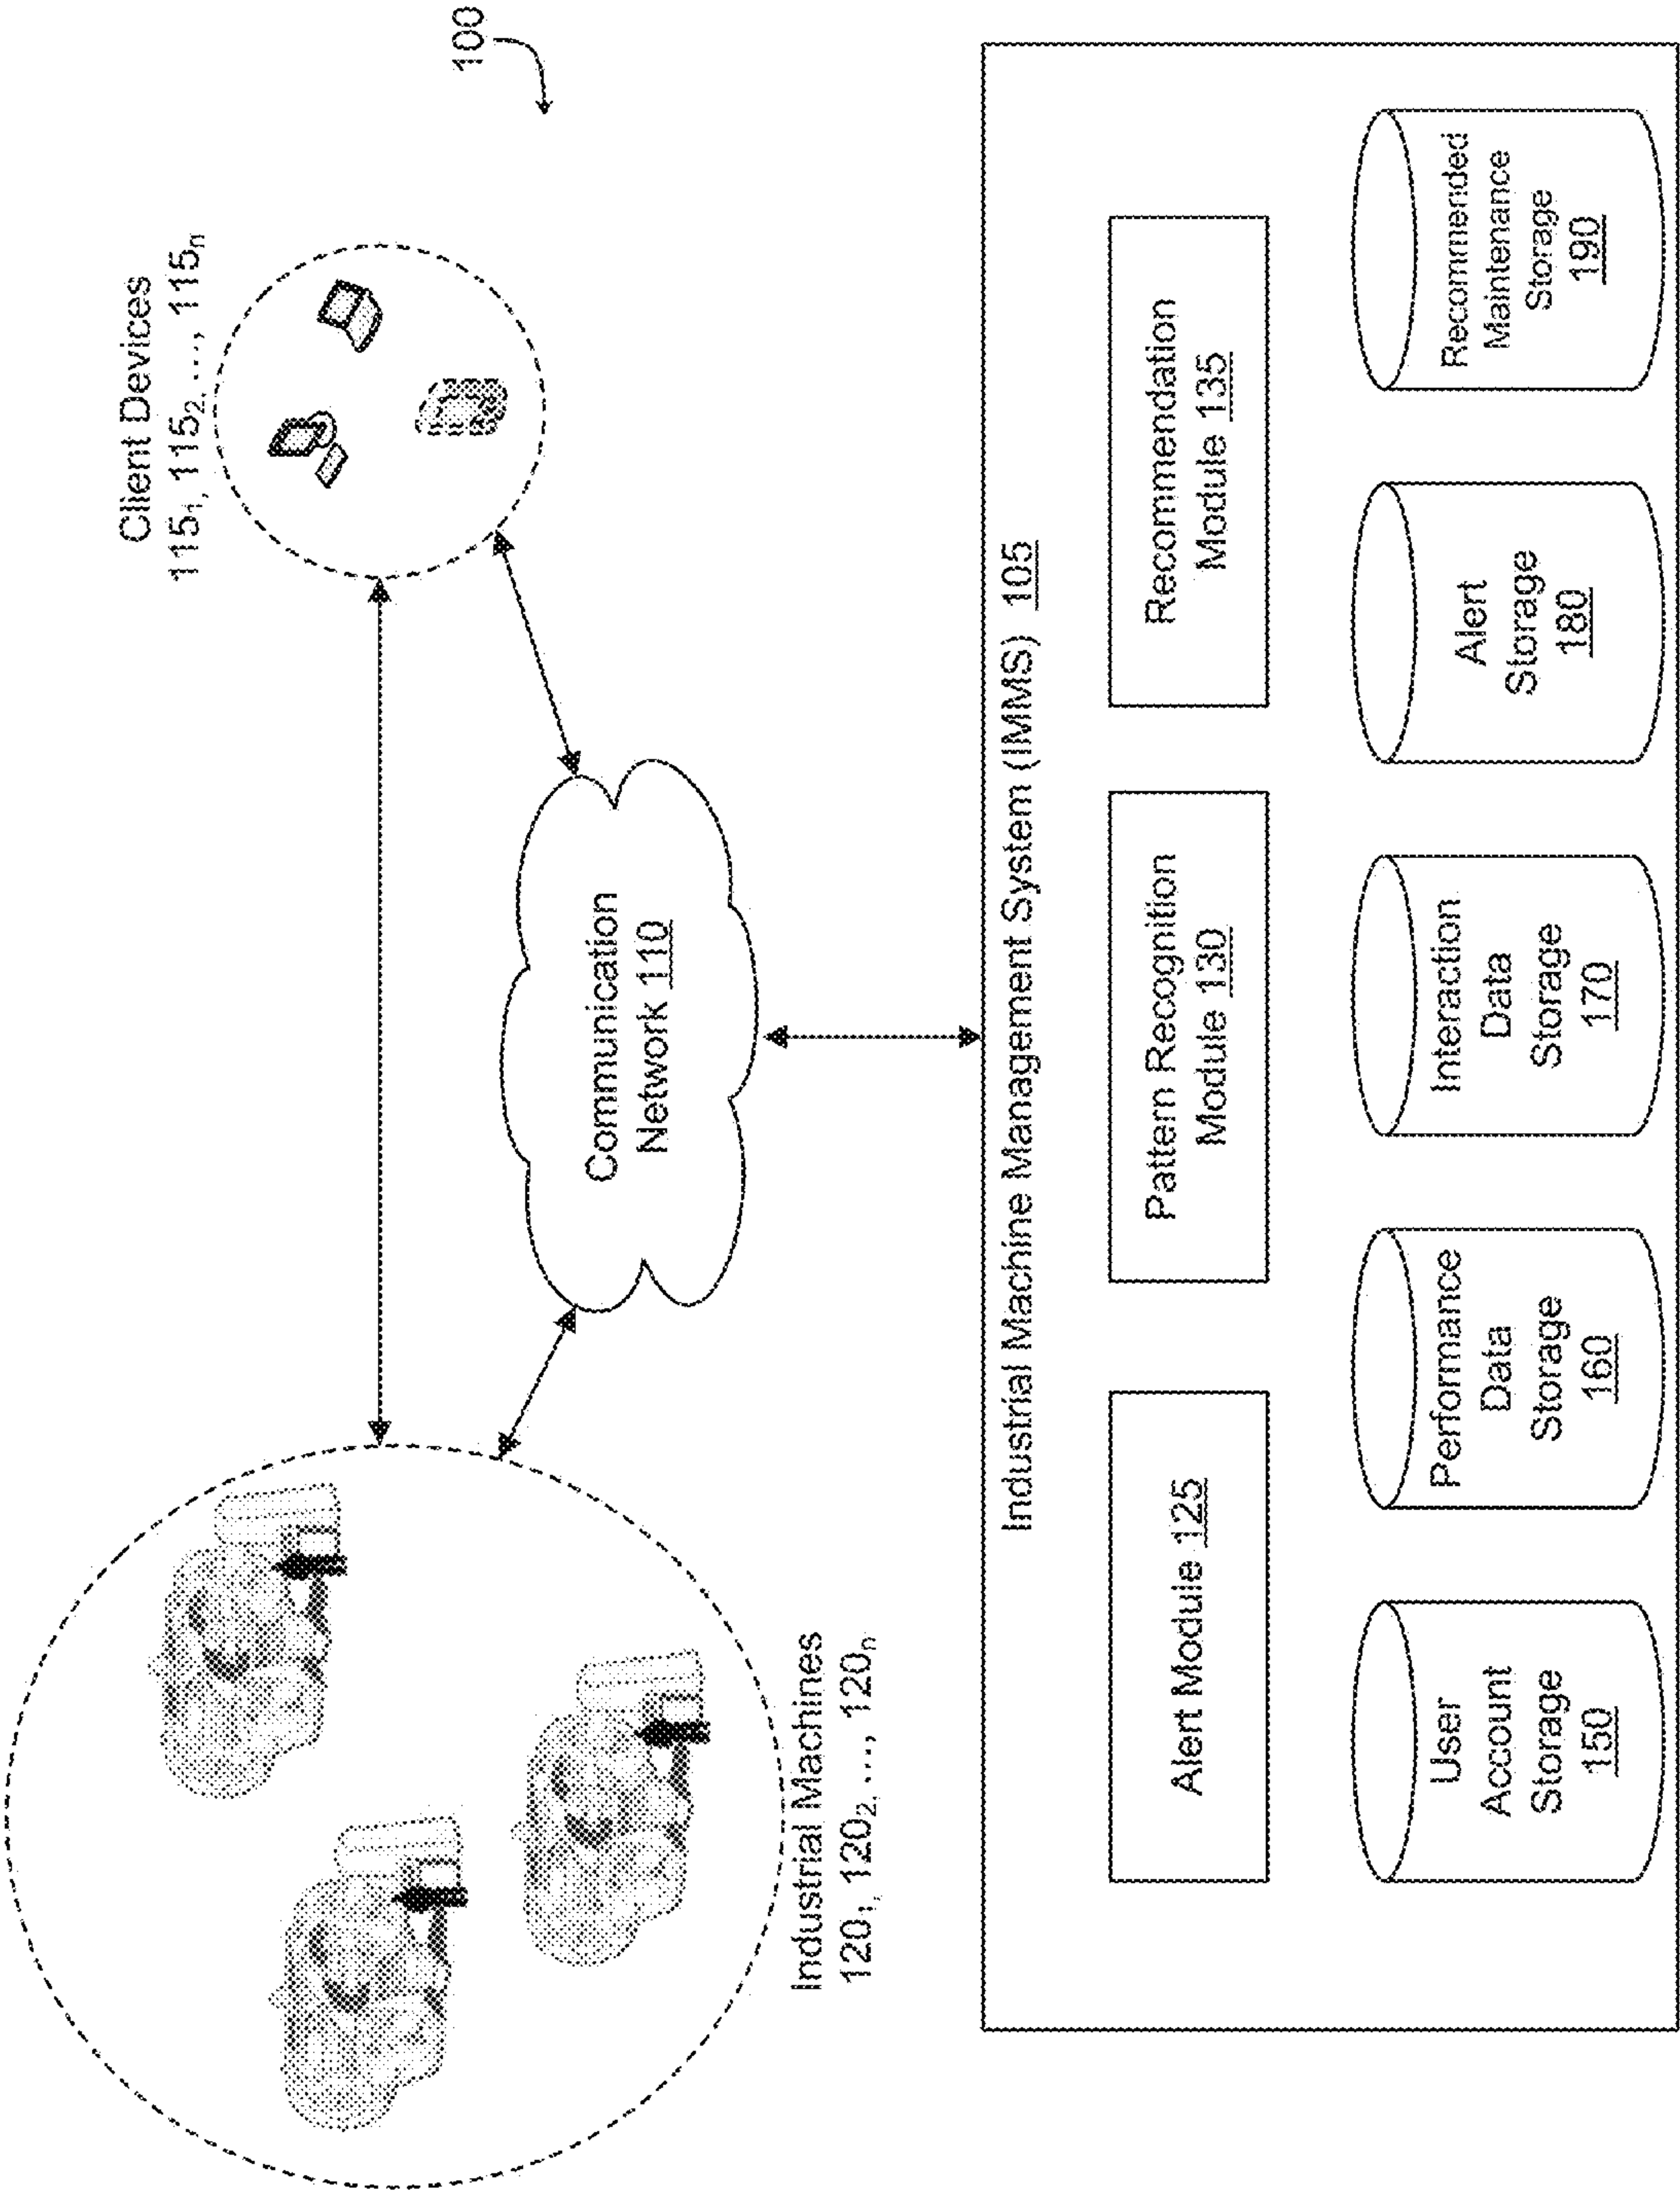 100
Client Devices
115₁, 115₂, ..., 115ₙ
Industrial Machines
120₁, 120₂, ..., 120ₙ
Communication
Network 110
Industrial Machine Management System (IMMS) 105
Alert Module 125
Pattern Recognition
Module 130
Recommendation
Module 135
User
Account
Storage
150
Performance
Data
Storage
160
Interaction
Data
Storage
170
Alert
Storage
180
Recommended
Maintenance
Storage
190